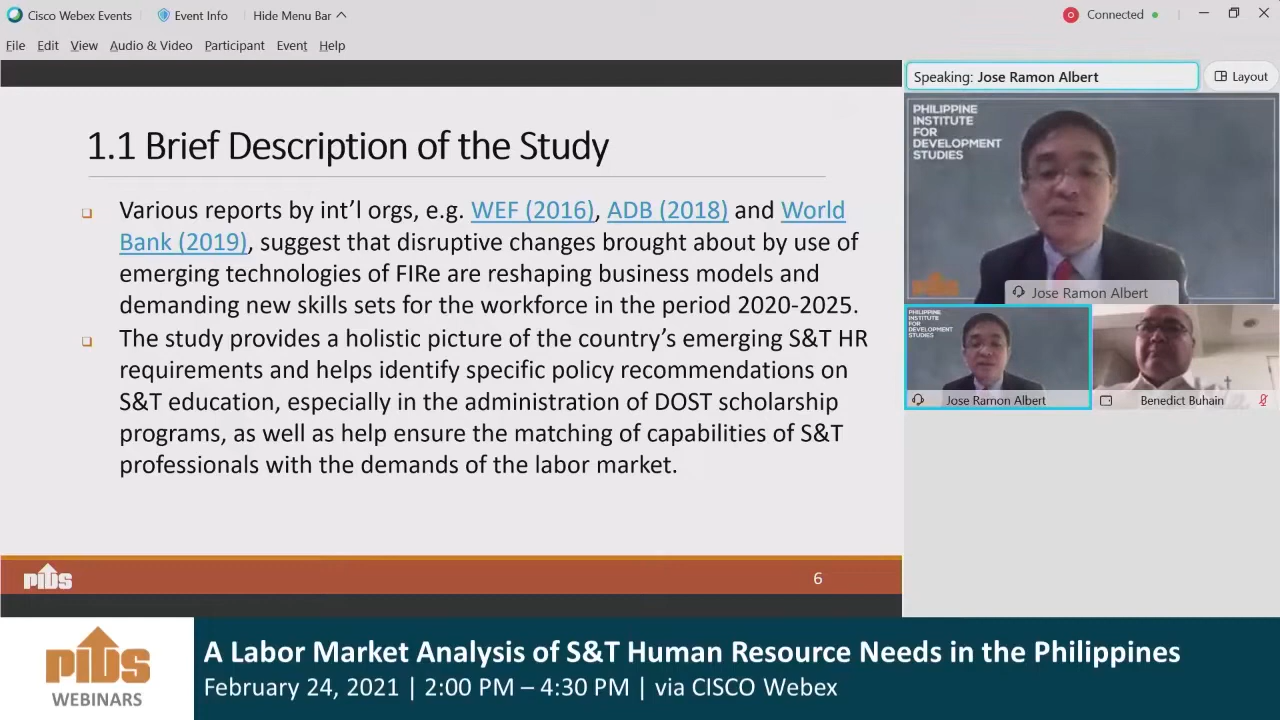 Cisco Webex Events
Event Info
Hide Menu Bar
Connected
File Edit View Audio & Video Participant Event Help
Speaking: Jose Ramon Albert
Layout
1.1 Brief Description of the Study
Various reports by int'l orgs, e.g. WEF (2016), ADB (2018) and World
Bank (2019), suggest that disruptive changes brought about by use of
emerging technologies of FIRe are reshaping business models and
demanding new skills sets for the workforce in the period 2020-2025.
The study provides a holistic picture of the country's emerging S&T HR
requirements and helps identify specific policy recommendations on
S&T education, especially in the administration of DOST scholarship
programs, as well as help ensure the matching of capabilities of S&T
professionals with the demands of the labor market.
PIDS
6
PHILIPPINE
INSTITUTE
FOR
DEVELOPMENT
STUDIES
Jose Ramon Albert
PHILIPPINE
INSTITUTE
FOR
DEVELOPMENT
STUDIES
Jose Ramon Albert
Benedict Buhain
PIDS
WEBINARS
A Labor Market Analysis of S&T Human Resource Needs in the Philippines
February 24, 2021 | 2:00 PM – 4:30 PM | via CISCO Webex